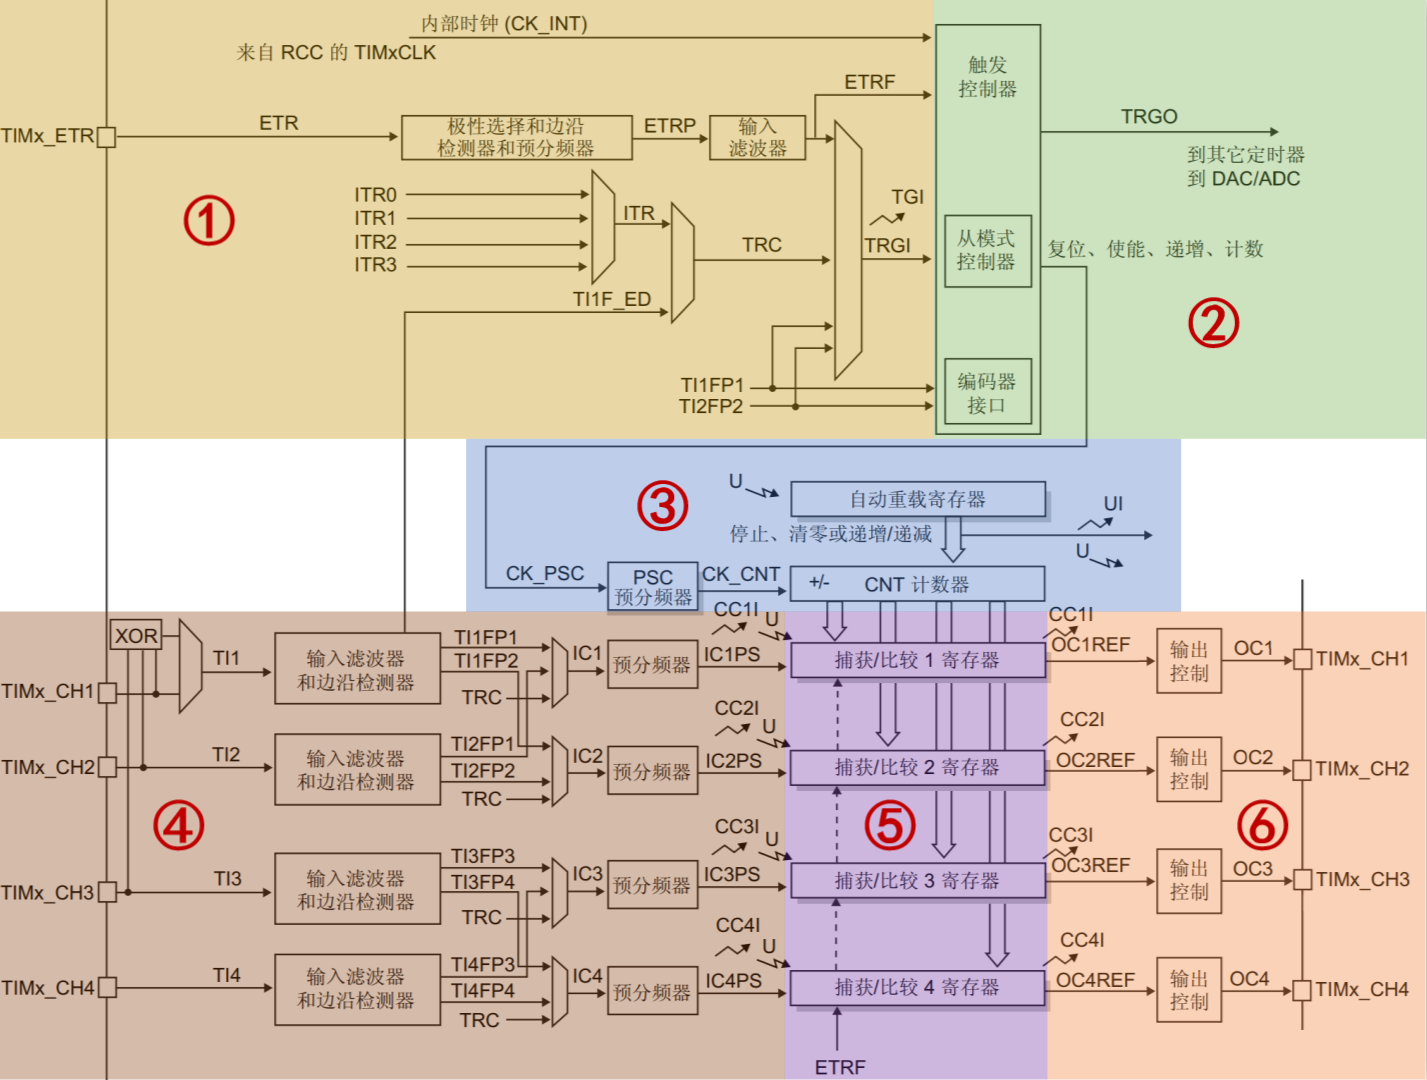 内部时钟 (CK_INT)
来自 RCC 的 TIMxCLK
触发
控制器
ETRF
TIMx_ETR
ETR
极性选择和边沿
检测器和预分频器
ETRP
输入
滤波器
TRGO
到其它定时器
到 DAC/ADC
①
ITR0
ITR1
ITR2
ITR3
ITR
TRC
TGI
TRGI
从模式
控制器
复位、使能、递增、计数
TI1F_ED
②
TI1FP1
TI2FP2
编码器
接口
③
U
自动重载寄存器
UI
停止、清零或递增/递减
U
CK_PSC
PSC
预分频器
CK_CNT
+/-
CNT 计数器
XOR
TI1
TIMx_CH1
输入滤波器
和边沿检测器
TI1FP1
TI1FP2
TRC
IC1
预分频器
IC1PS
CC1I
U
捕获/比较 1 寄存器
CC1I
OC1REF
输出
控制
OC1
TIMx_CH1
TIMx_CH2
TI2
输入滤波器
和边沿检测器
TI2FP1
TI2FP2
TRC
IC2
预分频器
IC2PS
CC2I
U
捕获/比较 2 寄存器
CC2I
OC2REF
输出
控制
OC2
TIMx_CH2
④
⑤
⑥
TIMx_CH3
TI3
输入滤波器
和边沿检测器
TI3FP3
TI3FP4
TRC
IC3
预分频器
IC3PS
CC3I
U
捕获/比较 3 寄存器
CC3I
OC3REF
输出
控制
OC3
TIMx_CH3
TIMx_CH4
TI4
输入滤波器
和边沿检测器
TI4FP3
TI4FP4
TRC
IC4
预分频器
IC4PS
CC4I
U
捕获/比较 4 寄存器
CC4I
OC4REF
输出
控制
OC4
TIMx_CH4
ETRF